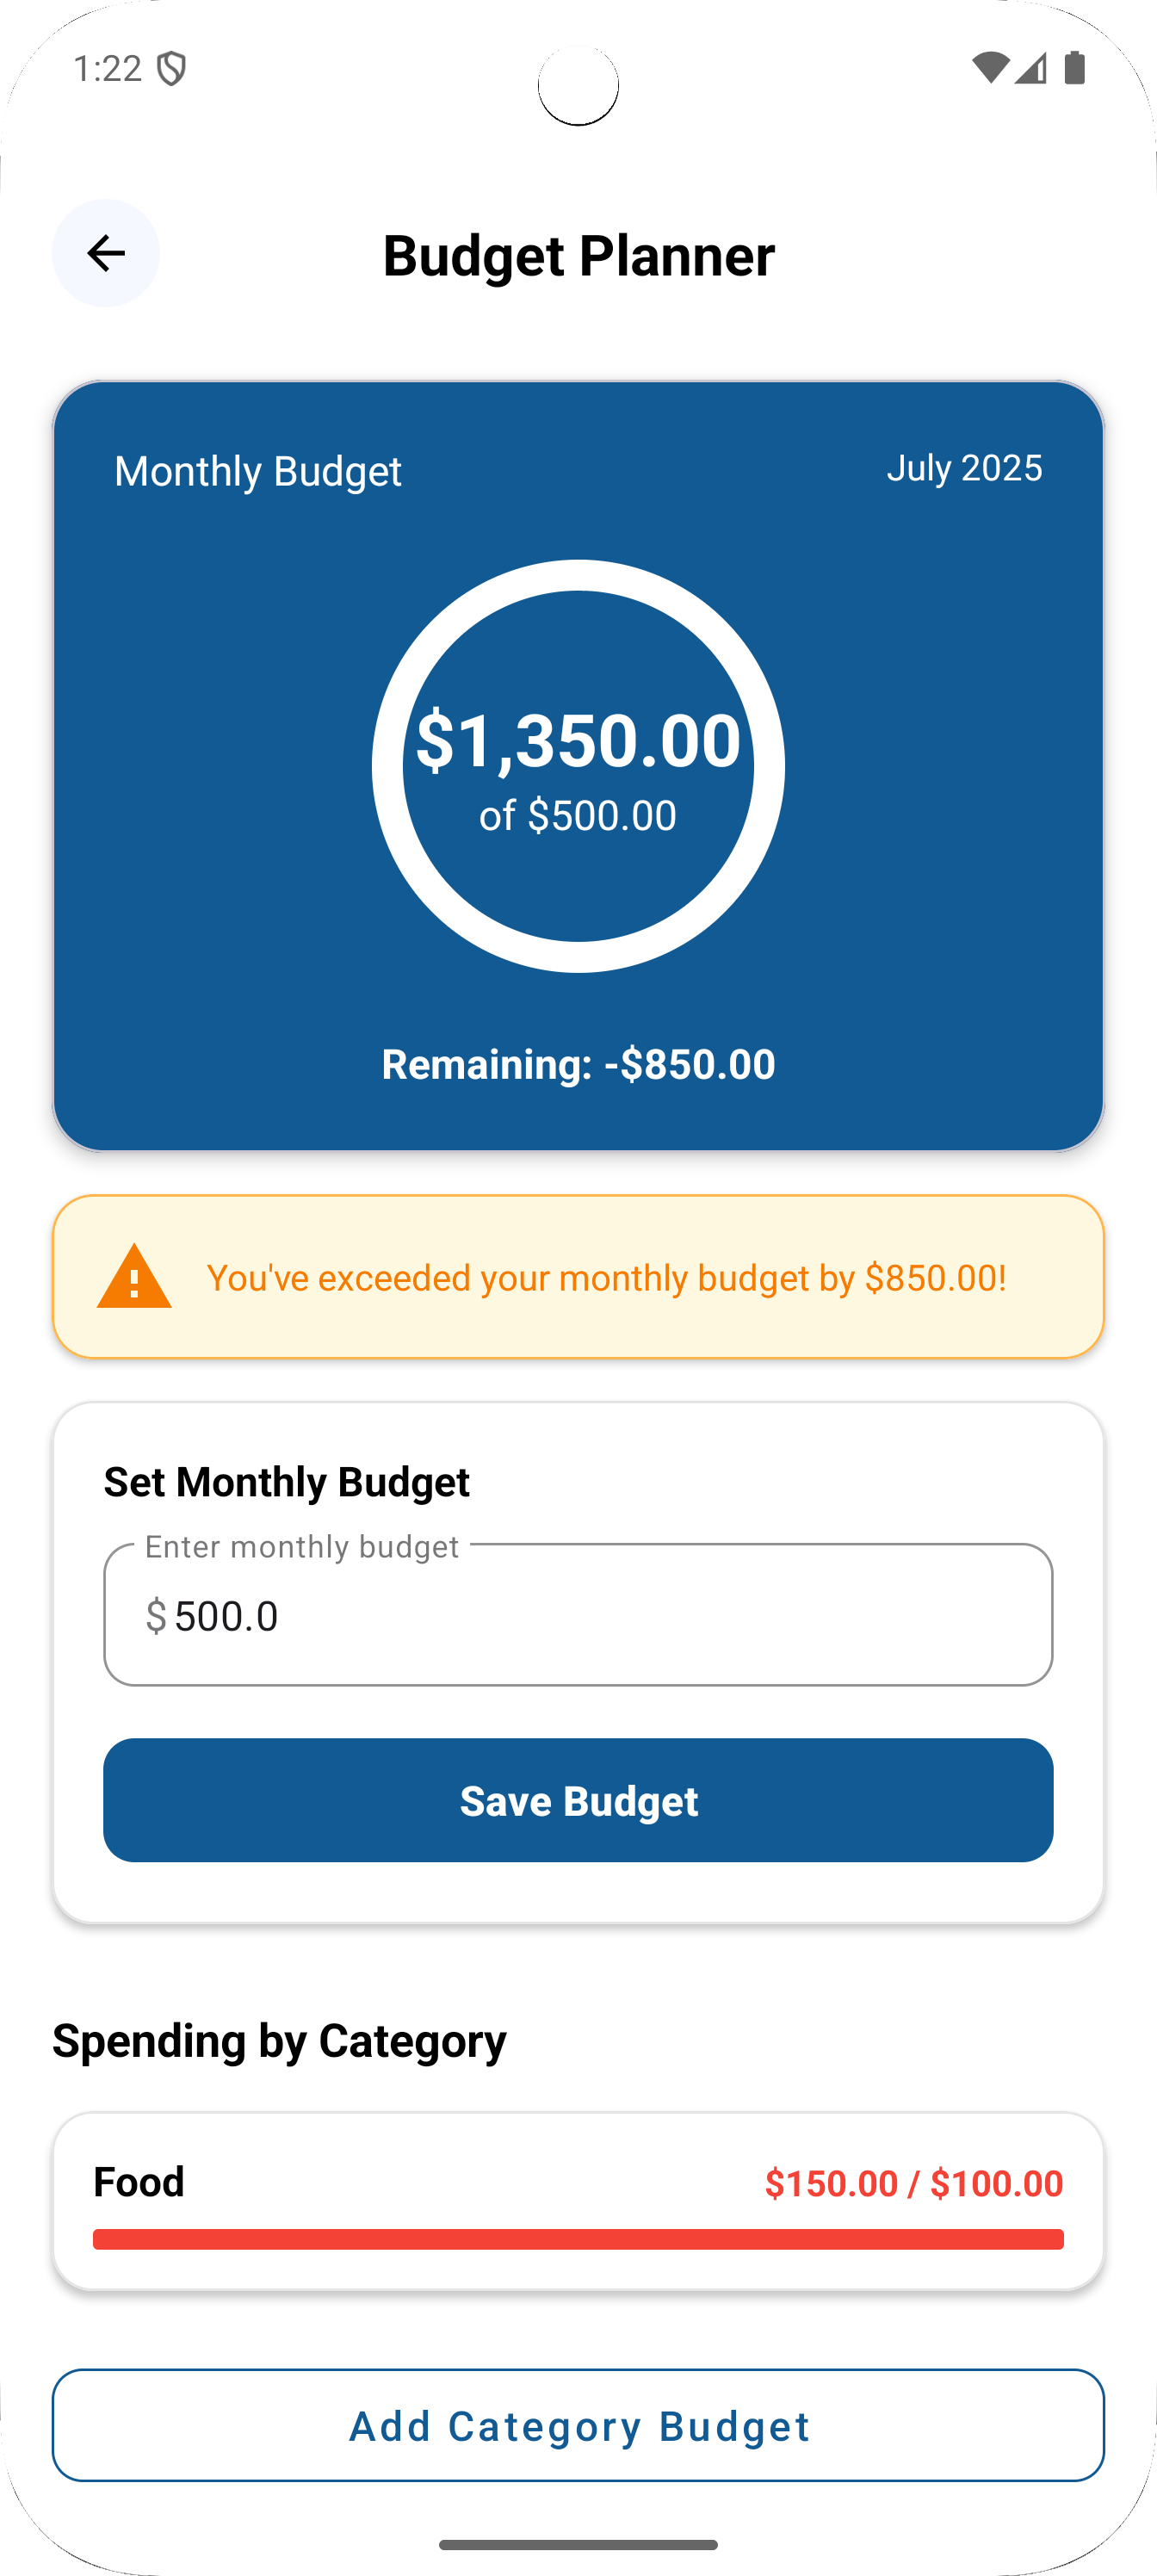 1:22
Budget Planner
Monthly Budget
July 2025
$1,350.00
of $500.00
Remaining: -$850.00
You've exceeded your monthly budget by $850.00!
Set Monthly Budget
Enter monthly budget
$ 500.0
Save Budget
Spending by Category
Food
$150.00 / $100.00
Add Category Budget